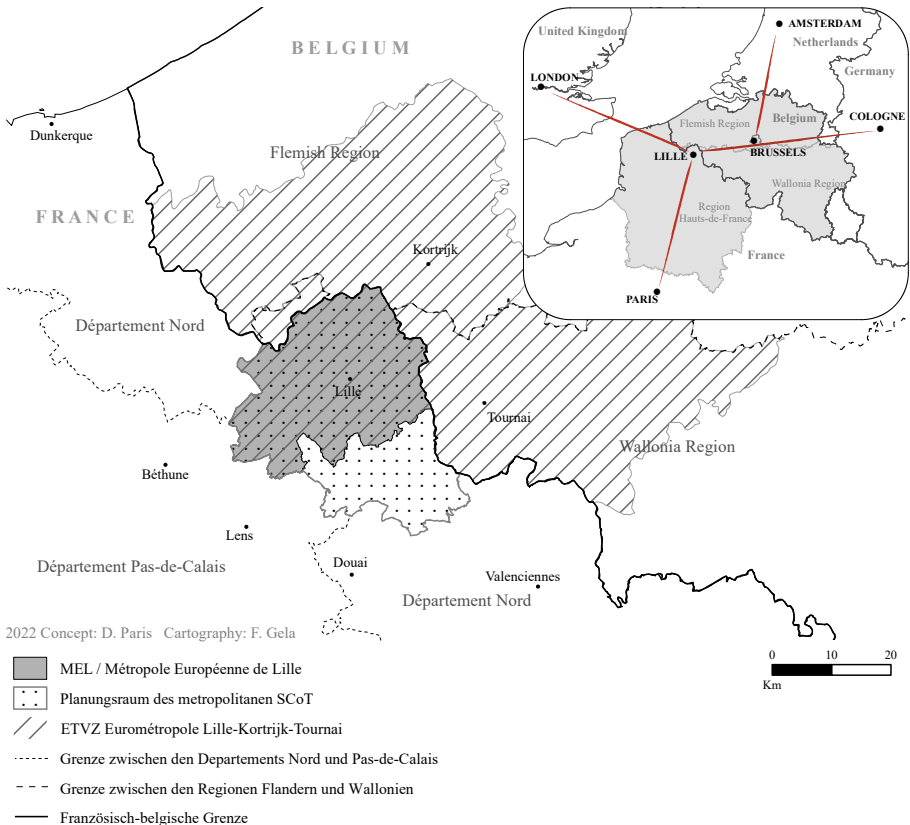 BELGIUM
Dunkerque
Flemish Region
FRANCE
Kortrijk
Département Nord
Lille
Tournai
Wallonia Region
Béthune
Lens
Département Pas-de-Calais
Douai
Valenciennes
Département Nord
United Kingdom
AMSTERDAM
Netherlands
Germany
LONDON
COLOGNE
Flemish Region
Belgium
LILLE
BRUSSELS
Wallonia Region
Region
Hauts-de-France
France
PARIS
2022 Concept: D. Paris Cartography: F. Gela
0 10 20
Km
MEL / Métropole Européenne de Lille
Planungsraum des metropolitanen SCoT
ETVZ Eurométropole Lille-Kortrijk-Tournai
Grenze zwischen den Departements Nord und Pas-de-Calais
Grenze zwischen den Regionen Flandern und Wallonien
Französisch-belgische Grenze